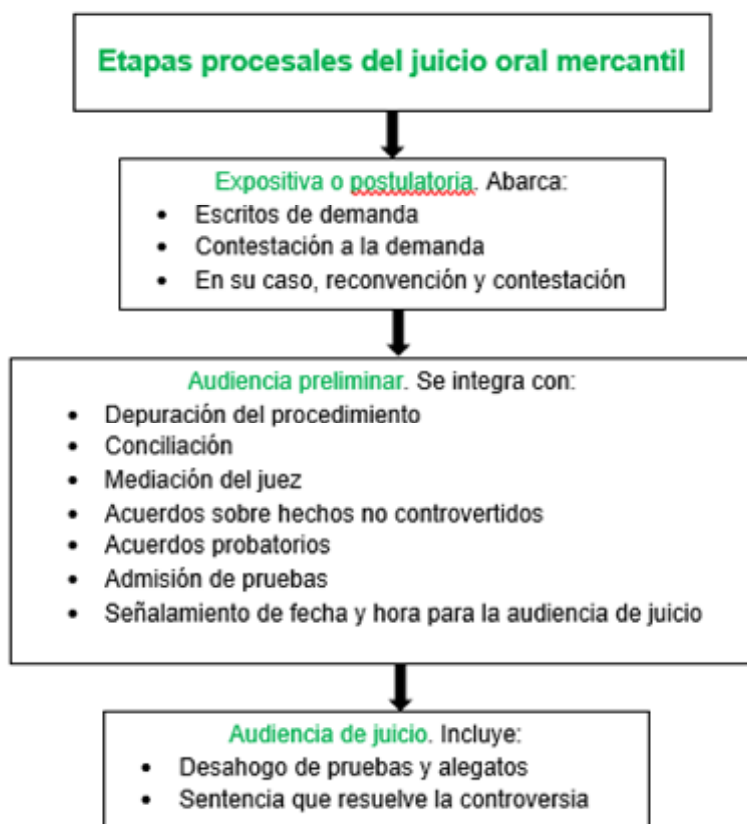 Etapas procesales del juicio oral mercantil
Expositiva o postulatoria. Abarca:
• Escritos de demanda
• Contestación a la demanda
• En su caso, reconvención y contestación
Audiencia preliminar. Se integra con:
• Depuración del procedimiento
• Conciliación
• Mediación del juez
• Acuerdos sobre hechos no controvertidos
• Acuerdos probatorios
• Admisión de pruebas
• Señalamiento de fecha y hora para la audiencia de juicio
Audiencia de juicio. Incluye:
• Desahogo de pruebas y alegatos
• Sentencia que resuelve la controversia